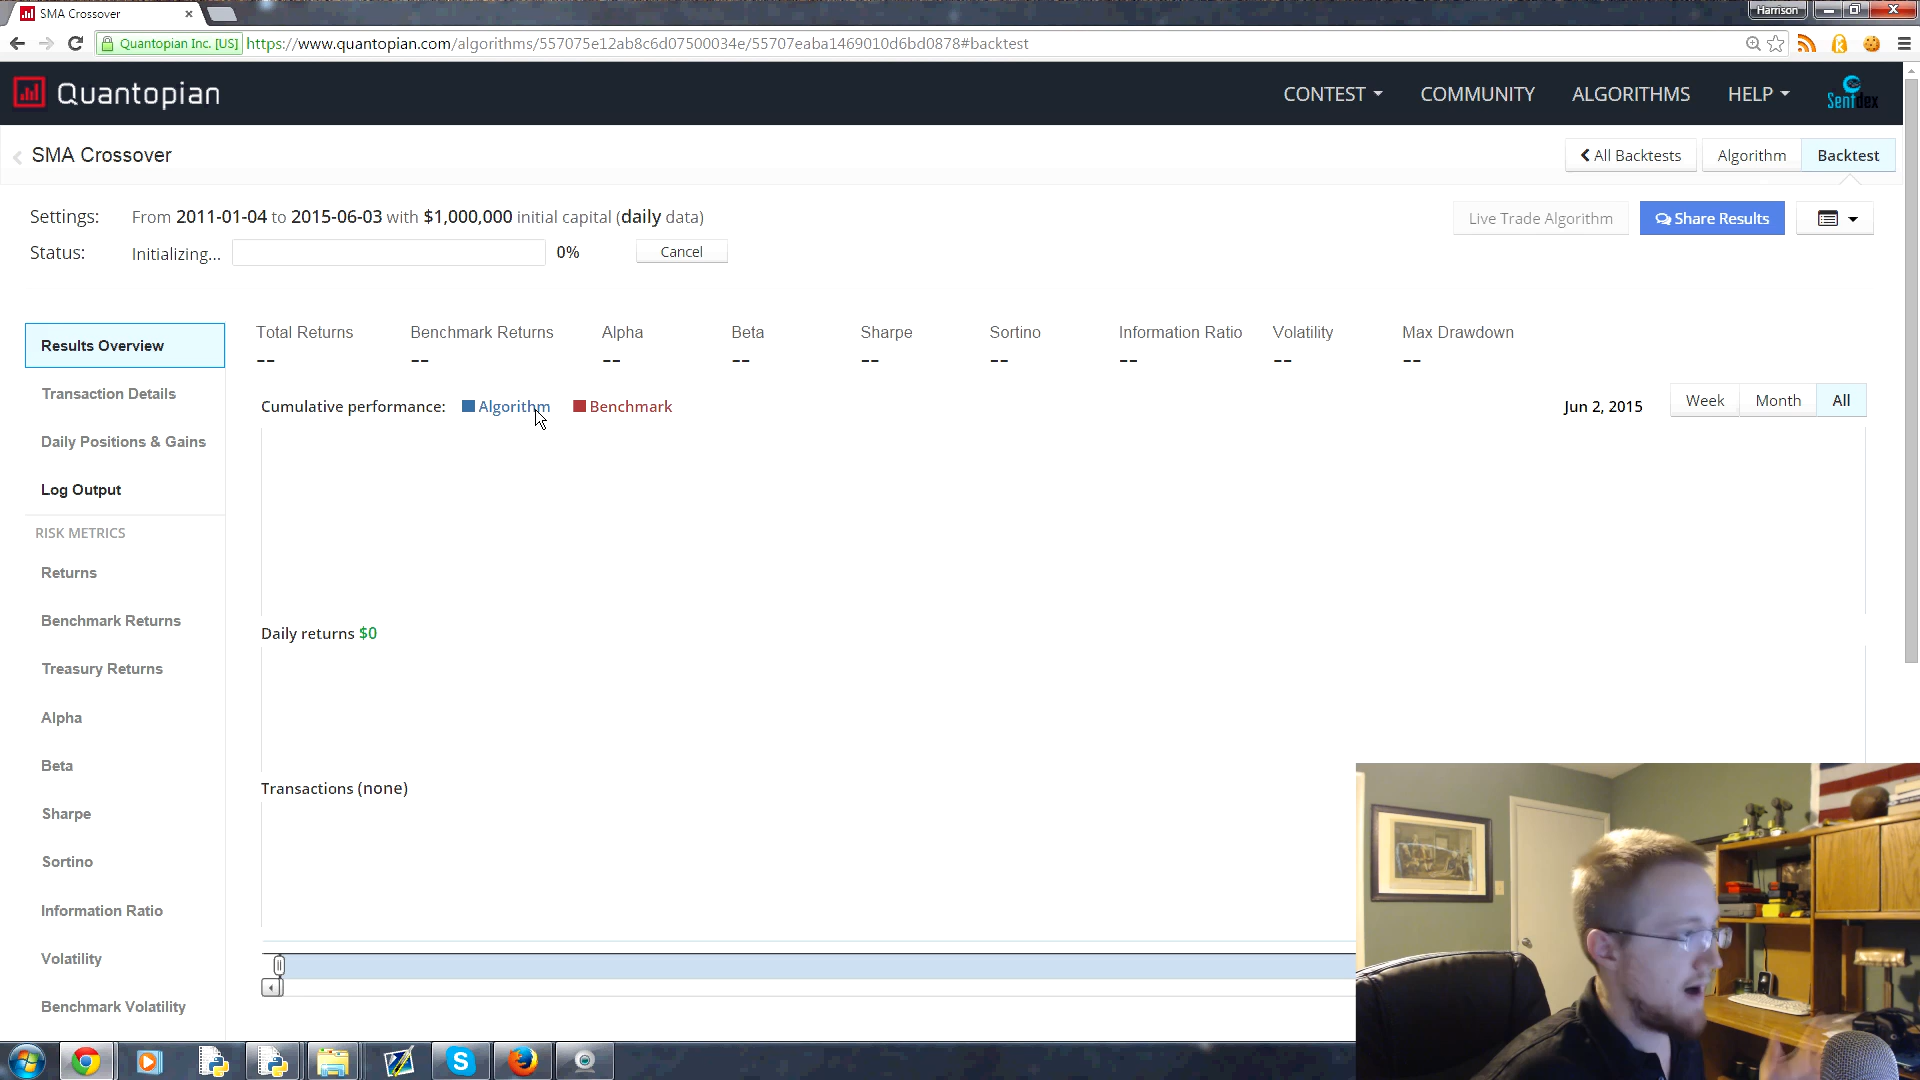 SMA Crossover
Harrison
Quantopian Inc. [US] https://www.quantopian.com/algorithms/557075e12ab8c6d07500034e/55707eaba1469010d6bd0878#backtest
Quantopian CONTEST COMMUNITY ALGORITHMS HELP Sentdex
SMA Crossover All Backtests Algorithm Backtest
Settings: From 2011-01-04 to 2015-06-03 with $1,000,000 initial capital (daily data) Live Trade Algorithm Share Results
Status: Initializing... 0% Cancel
Total Returns Benchmark Returns Alpha Beta Sharpe Sortino Information Ratio Volatility Max Drawdown
-- -- -- -- -- -- -- -- --
Cumulative performance: Algorithm Benchmark Jun 2, 2015 Week Month All
Daily returns $0
Transactions (none)
Results Overview
Transaction Details
Daily Positions & Gains
Log Output
RISK METRICS
Returns
Benchmark Returns
Treasury Returns
Alpha
Beta
Sharpe
Sortino
Information Ratio
Volatility
Benchmark Volatility